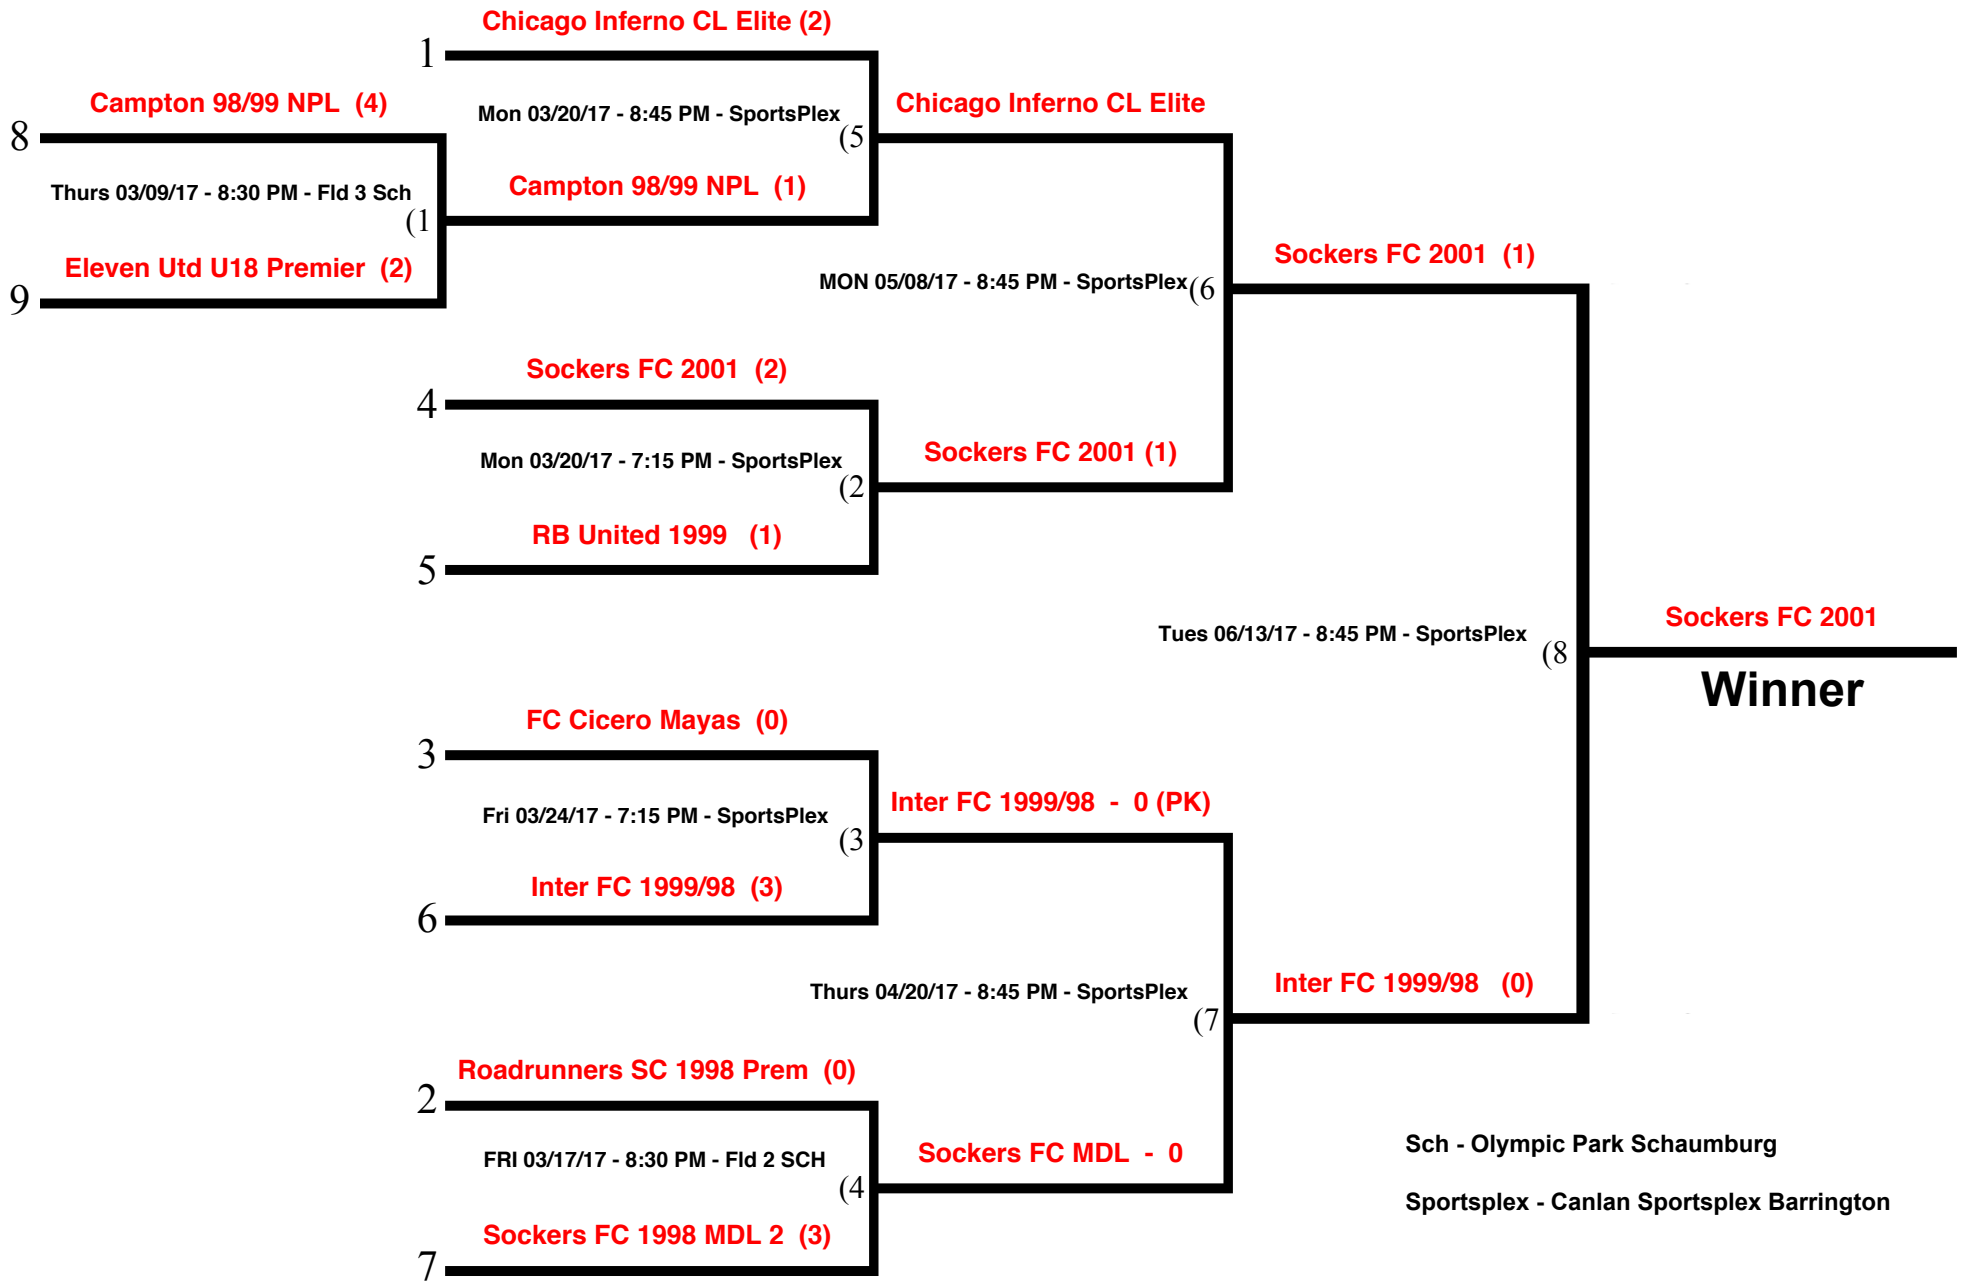 Chicago Inferno CL Elite (2)
1
Campton 98/99 NPL (4)
8
Mon 03/20/17 - 8:45 PM - SportsPlex
(5
Chicago Inferno CL Elite
Thurs 03/09/17 - 8:30 PM - Fld 3 Sch
(1
Campton 98/99 NPL (1)
Eleven Utd U18 Premier (2)
9
MON 05/08/17 - 8:45 PM - SportsPlex
(6
Sockers FC 2001 (1)
Sockers FC 2001 (2)
4
Mon 03/20/17 - 7:15 PM - SportsPlex
(2
Sockers FC 2001 (1)
RB United 1999 (1)
5
Tues 06/13/17 - 8:45 PM - SportsPlex
(8
Sockers FC 2001
Winner
FC Cicero Mayas (0)
3
Fri 03/24/17 - 7:15 PM - SportsPlex
(3
Inter FC 1999/98 - 0 (PK)
Inter FC 1999/98 (3)
6
Thurs 04/20/17 - 8:45 PM - SportsPlex
(7
Inter FC 1999/98 (0)
Roadrunners SC 1998 Prem (0)
2
FRI 03/17/17 - 8:30 PM - Fld 2 SCH
(4
Sockers FC MDL - 0
Sockers FC 1998 MDL 2 (3)
7
Sch - Olympic Park Schaumburg
Sportsplex - Canlan Sportsplex Barrington